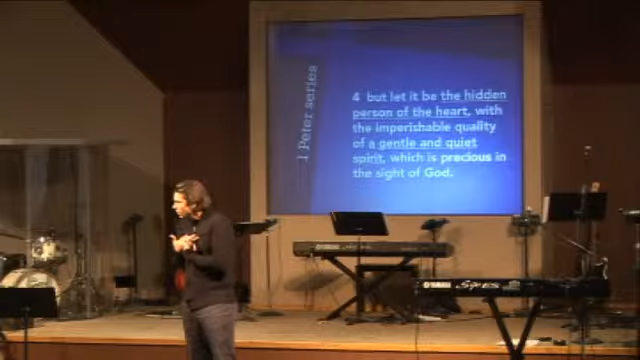 1 Peter series
4 but let it be the hidden
person of the heart, with
the imperishable quality
of a gentle and quiet
spirit, which is precious in
the sight of God.
YAMAHA